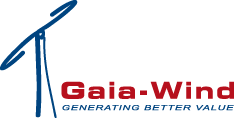 Gaia-Wind
GENERATING BETTER VALUE